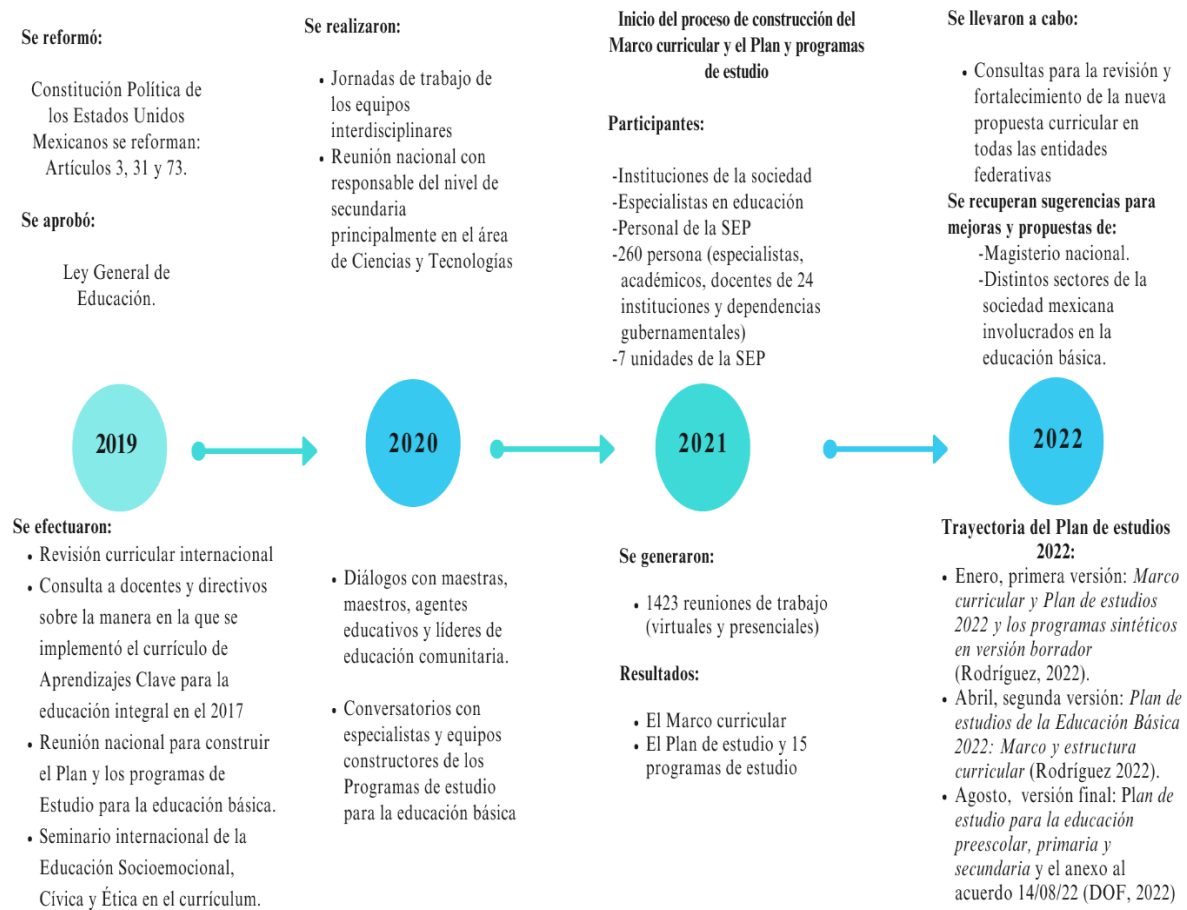 Se reformó:
Constitución Política de
los Estados Unidos
Mexicanos se reforman:
Artículos 3, 31 y 73.
Se aprobó:
Ley General de
Educación.
Se realizaron:
• Jornadas de trabajo de
los equipos
interdisciplinares
• Reunión nacional con
responsable del nivel de
secundaria
principalmente en el área
de Ciencias y Tecnologías
Inicio del proceso de construcción del
Marco curricular y el Plan y programas
de estudio
Participantes:
-Instituciones de la sociedad
-Especialistas en educación
-Personal de la SEP
-260 persona (especialistas,
académicos, docentes de 24
instituciones y dependencias
gubernamentales)
-7 unidades de la SEP
Se llevaron a cabo:
• Consultas para la revisión y
fortalecimiento de la nueva
propuesta curricular en
todas las entidades
federativas
Se recuperan sugerencias para
mejoras y propuestas de:
-Magisterio nacional.
-Distintos sectores de la
sociedad mexicana
involucrados en la
educación básica.
2019
2020
2021
2022
Se efectuaron:
• Revisión curricular internacional
• Consulta a docentes y directivos
sobre la manera en la que se
implementó el currículo de
Aprendizajes Clave para la
educación integral en el 2017
• Reunión nacional para construir
el Plan y los programas de
Estudio para la educación básica.
• Seminario internacional de la
Educación Socioemocional,
Cívica y Ética en el currículum.
• Diálogos con maestras,
maestros, agentes
educativos y líderes de
educación comunitaria.
• Conversatorios con
especialistas y equipos
constructores de los
Programas de estudio
para la educación básica
Se generaron:
• 1423 reuniones de trabajo
(virtuales y presenciales)
Resultados:
• El Marco curricular
• El Plan de estudio y 15
programas de estudio
Trayectoria del Plan de estudios
2022:
• Enero, primera versión: Marco
curricular y Plan de estudios
2022 y los programas sintéticos
en versión borrador
(Rodríguez, 2022).
• Abril, segunda versión: Plan de
estudios de la Educación Básica
2022: Marco y estructura
curricular (Rodríguez 2022).
• Agosto, versión final: Plan de
estudio para la educación
preescolar, primaria y
secundaria y el anexo al
acuerdo 14/08/22 (DOF, 2022)